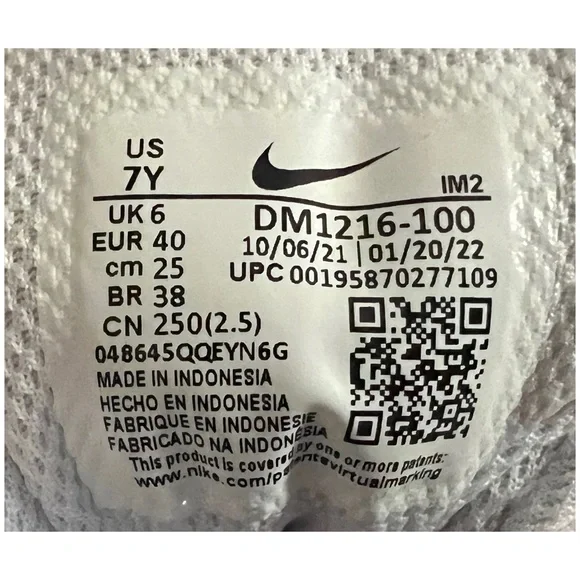 US
7Y
IM2
UK 6
DM1216-100
EUR 40
10/06/21 | 01/20/22
cm 25
UPC 00195870277109
BR 38
CN 250(2.5)
048645QQEYN6G
MADE IN INDONESIA
HECHO EN INDONESIA
FABRIQUE EN INDONESIE
FABRICADO NA INDONESIA
This product is covered by one or more patents:
www.nike.com/patentsvirtualmarking